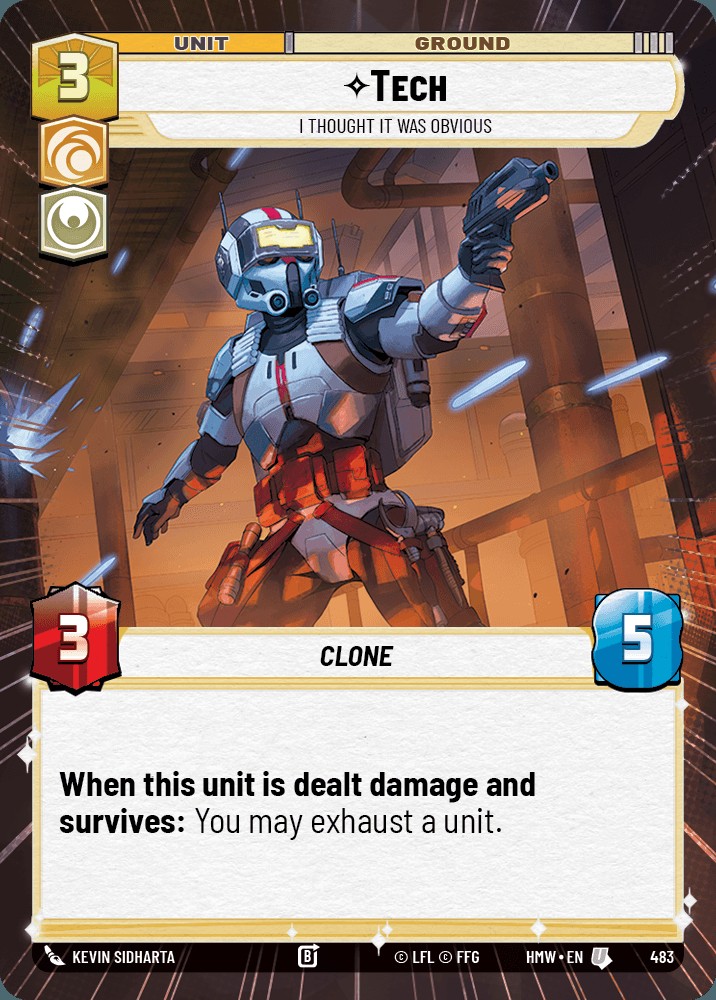 UNIT
GROUND
3
✧TECH
I THOUGHT IT WAS OBVIOUS
3
CLONE
5
When this unit is dealt damage and
survives: You may exhaust a unit.
KEVIN SIDHARTA
B
© LFL © FFG
HMW • EN
U
483